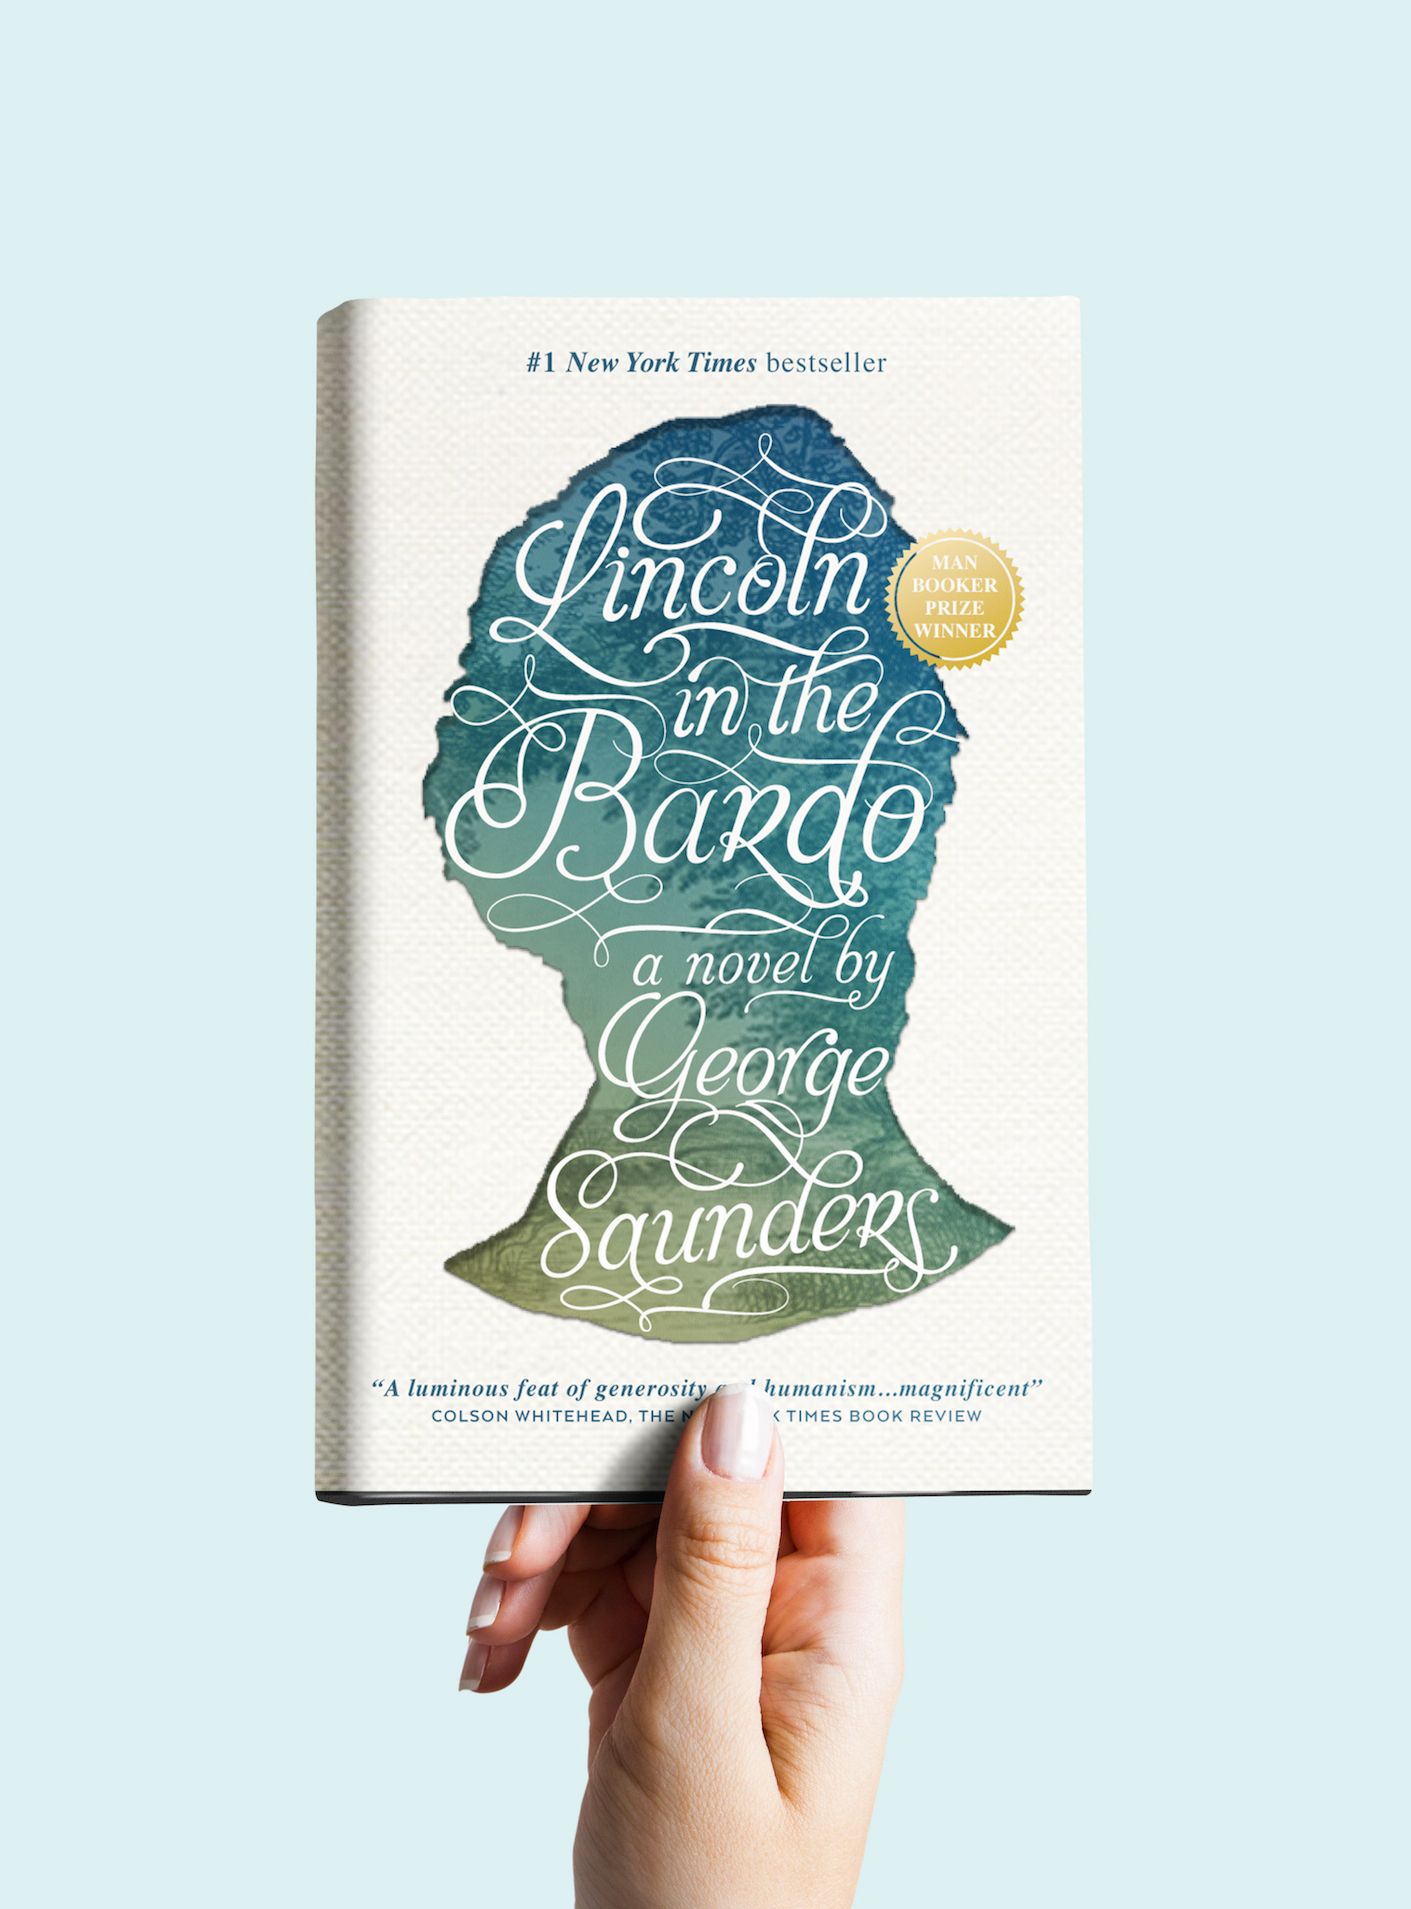 #1 New York Times bestseller
Lincoln
in the
Bardo
a novel by
George
Saunders
MAN
BOOKER
PRIZE
WINNER
“A luminous feat of generosity humanism...magnificent”
COLSON WHITEHEAD, THE TIMES BOOK REVIEW